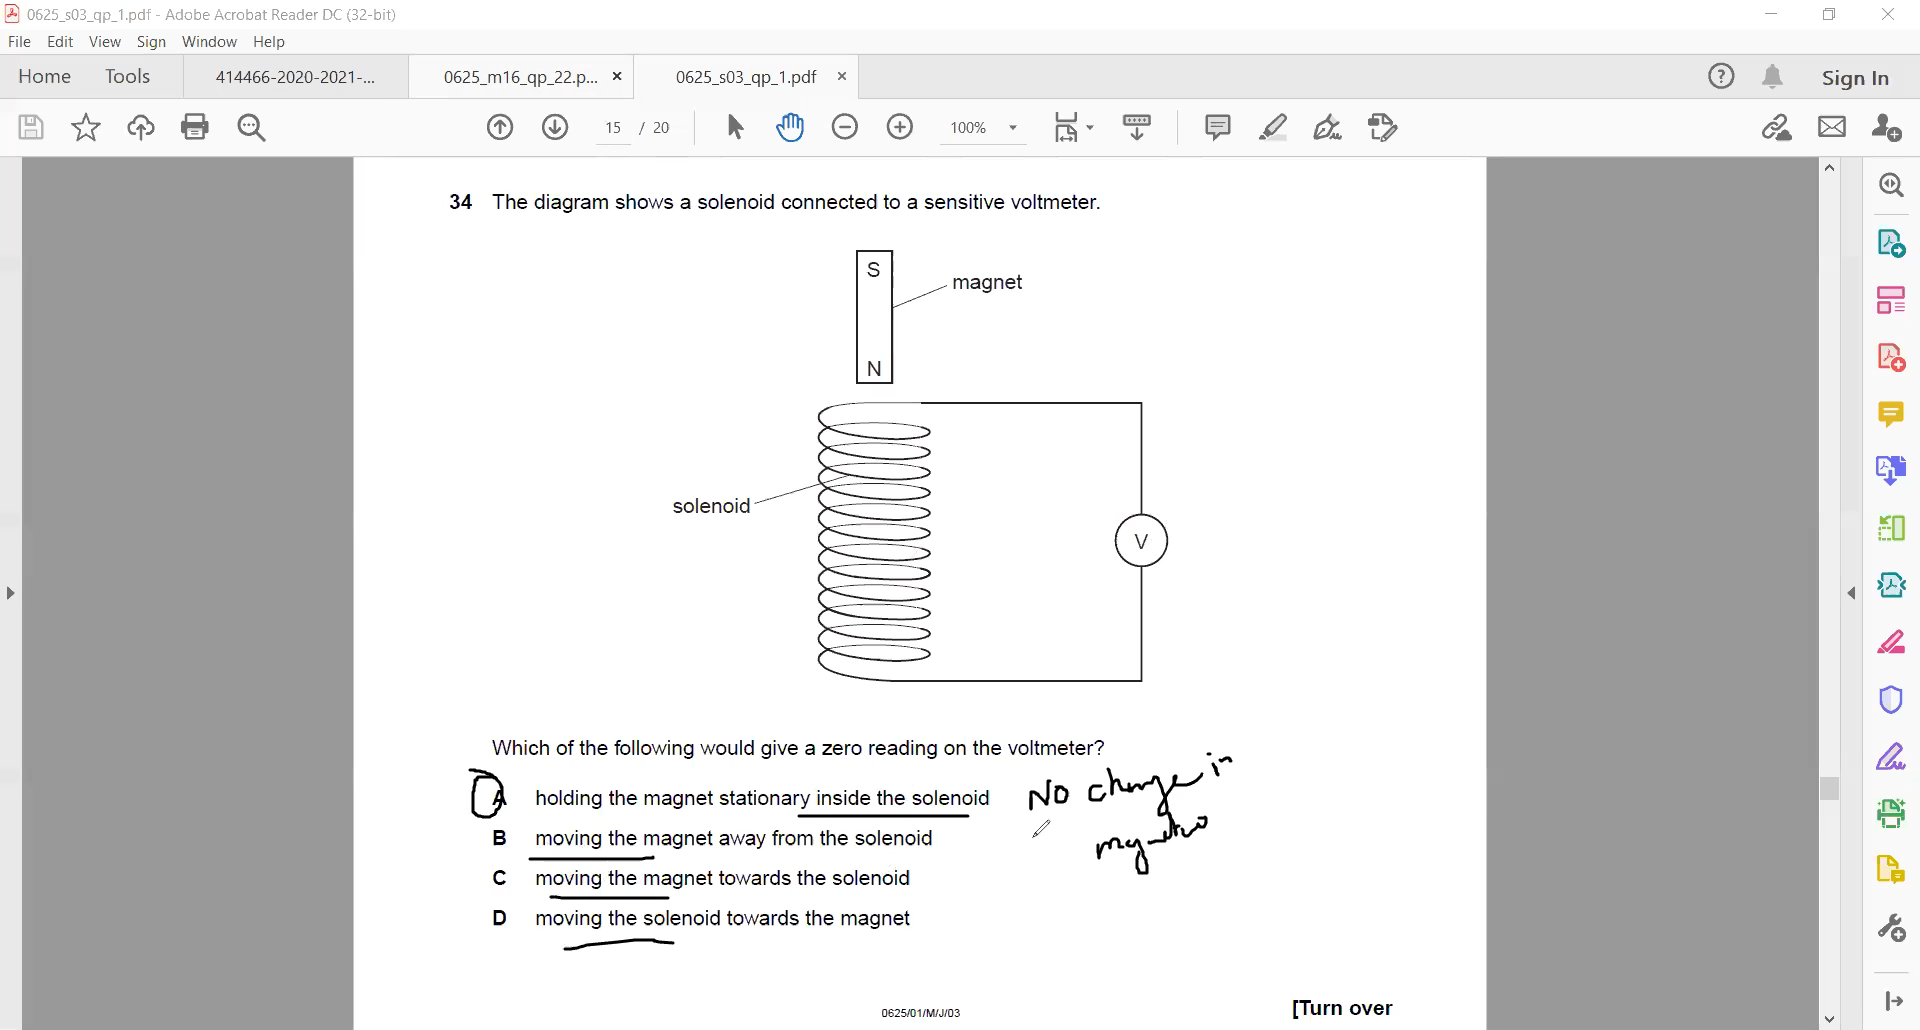 0625_s03_qp_1.pdf - Adobe Acrobat Reader DC (32-bit)
File Edit View Sign Window Help
Home Tools 414466-2020-2021-... 0625_m16_qp_22.p... × 0625_s03_qp_1.pdf × Sign In
15 / 20 100%
34 The diagram shows a solenoid connected to a sensitive voltmeter.
S
magnet
N
solenoid
V
Which of the following would give a zero reading on the voltmeter?
No change in
A holding the magnet stationary inside the solenoid
B moving the magnet away from the solenoid
C moving the magnet towards the solenoid
D moving the solenoid towards the magnet
[Turn over
0625/01/M/J/03